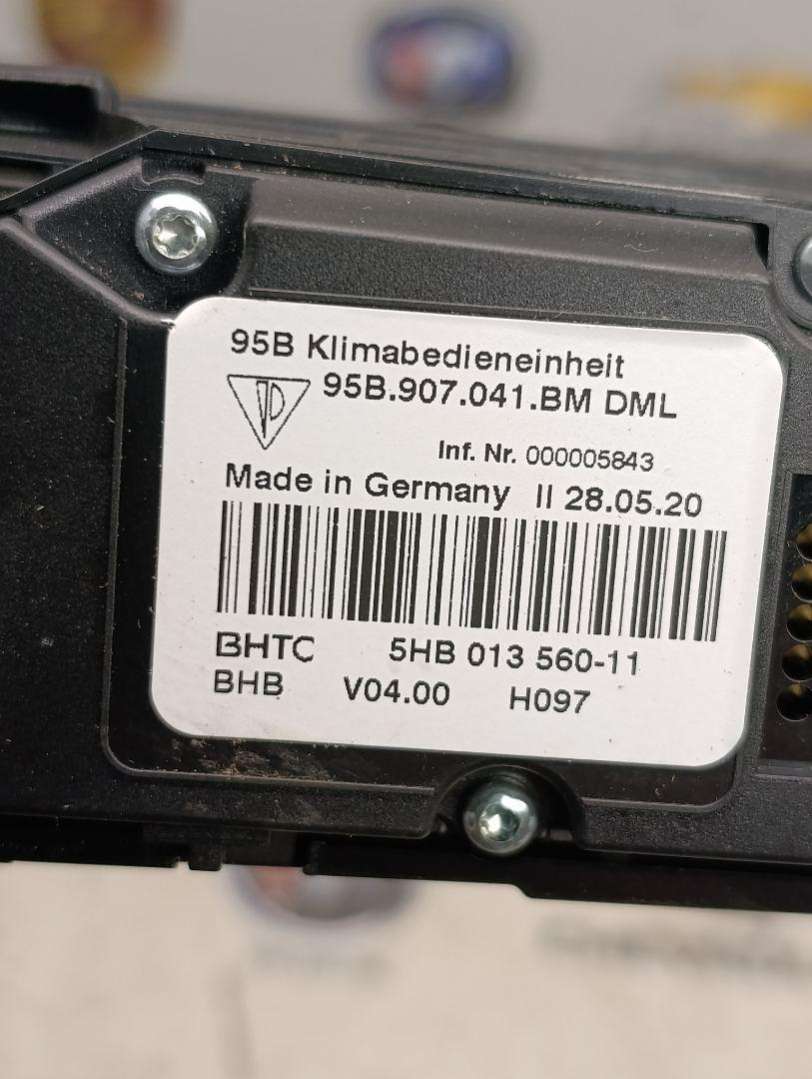 95B Klimabedieneinheit
95B.907.041.BM DML
Inf. Nr. 000005843
Made in Germany II 28.05.20
BHTC 5HB 013 560-11
BHB V04.00 H097